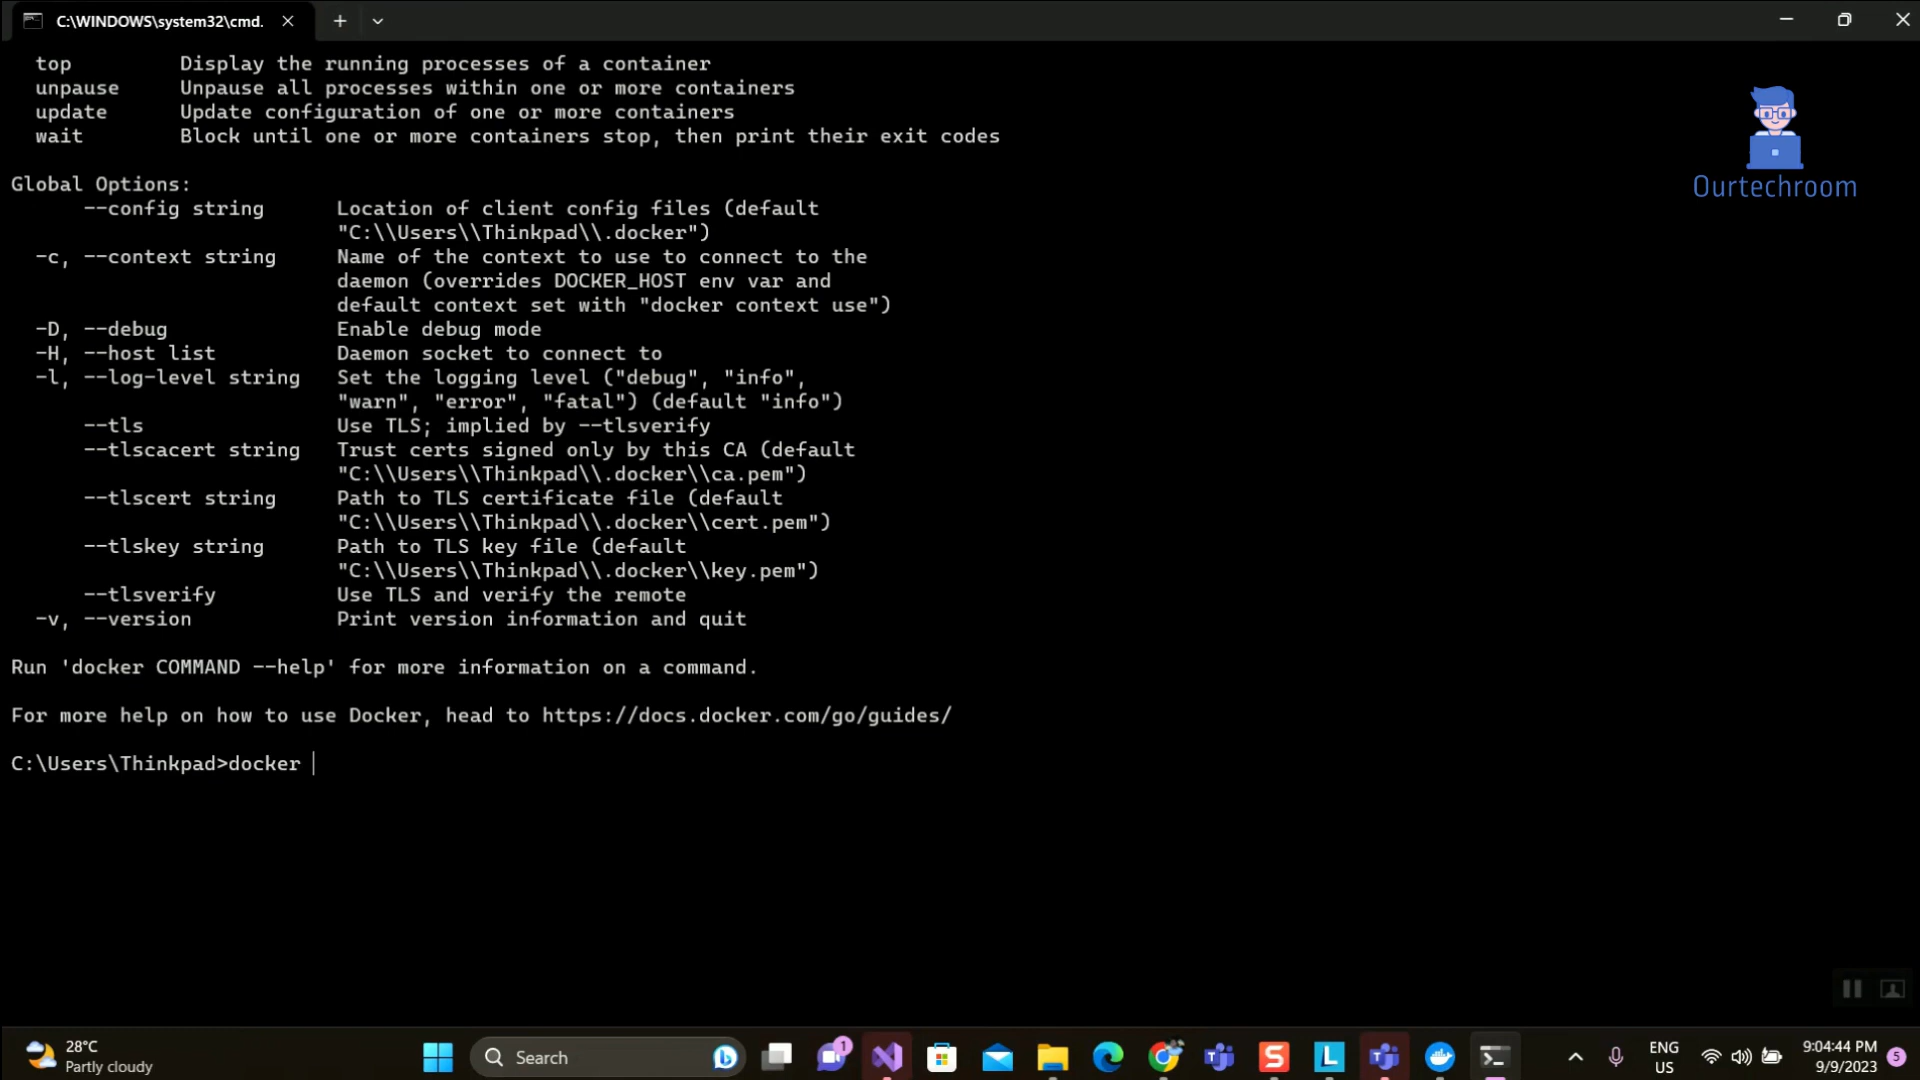 C:\WINDOWS\system32\cmd.
top Display the running processes of a container
unpause Unpause all processes within one or more containers
update Update configuration of one or more containers
wait Block until one or more containers stop, then print their exit codes
Ourtechroom
Global Options:
--config string Location of client config files (default
"C:\\Users\\Thinkpad\\.docker")
-c, --context string Name of the context to use to connect to the
daemon (overrides DOCKER_HOST env var and
default context set with "docker context use")
-D, --debug Enable debug mode
-H, --host list Daemon socket to connect to
-l, --log-level string Set the logging level ("debug", "info",
"warn", "error", "fatal") (default "info")
--tls Use TLS; implied by --tlsverify
--tlscacert string Trust certs signed only by this CA (default
"C:\\Users\\Thinkpad\\.docker\\ca.pem")
--tlscert string Path to TLS certificate file (default
"C:\\Users\\Thinkpad\\.docker\\cert.pem")
--tlskey string Path to TLS key file (default
"C:\\Users\\Thinkpad\\.docker\\key.pem")
--tlsverify Use TLS and verify the remote
-v, --version Print version information and quit
Run 'docker COMMAND --help' for more information on a command.
For more help on how to use Docker, head to https://docs.docker.com/go/guides/
C:\Users\Thinkpad>docker
28°C
Partly cloudy
Search
1
S
L
ENG
US
9:04:44 PM
9/9/2023
5